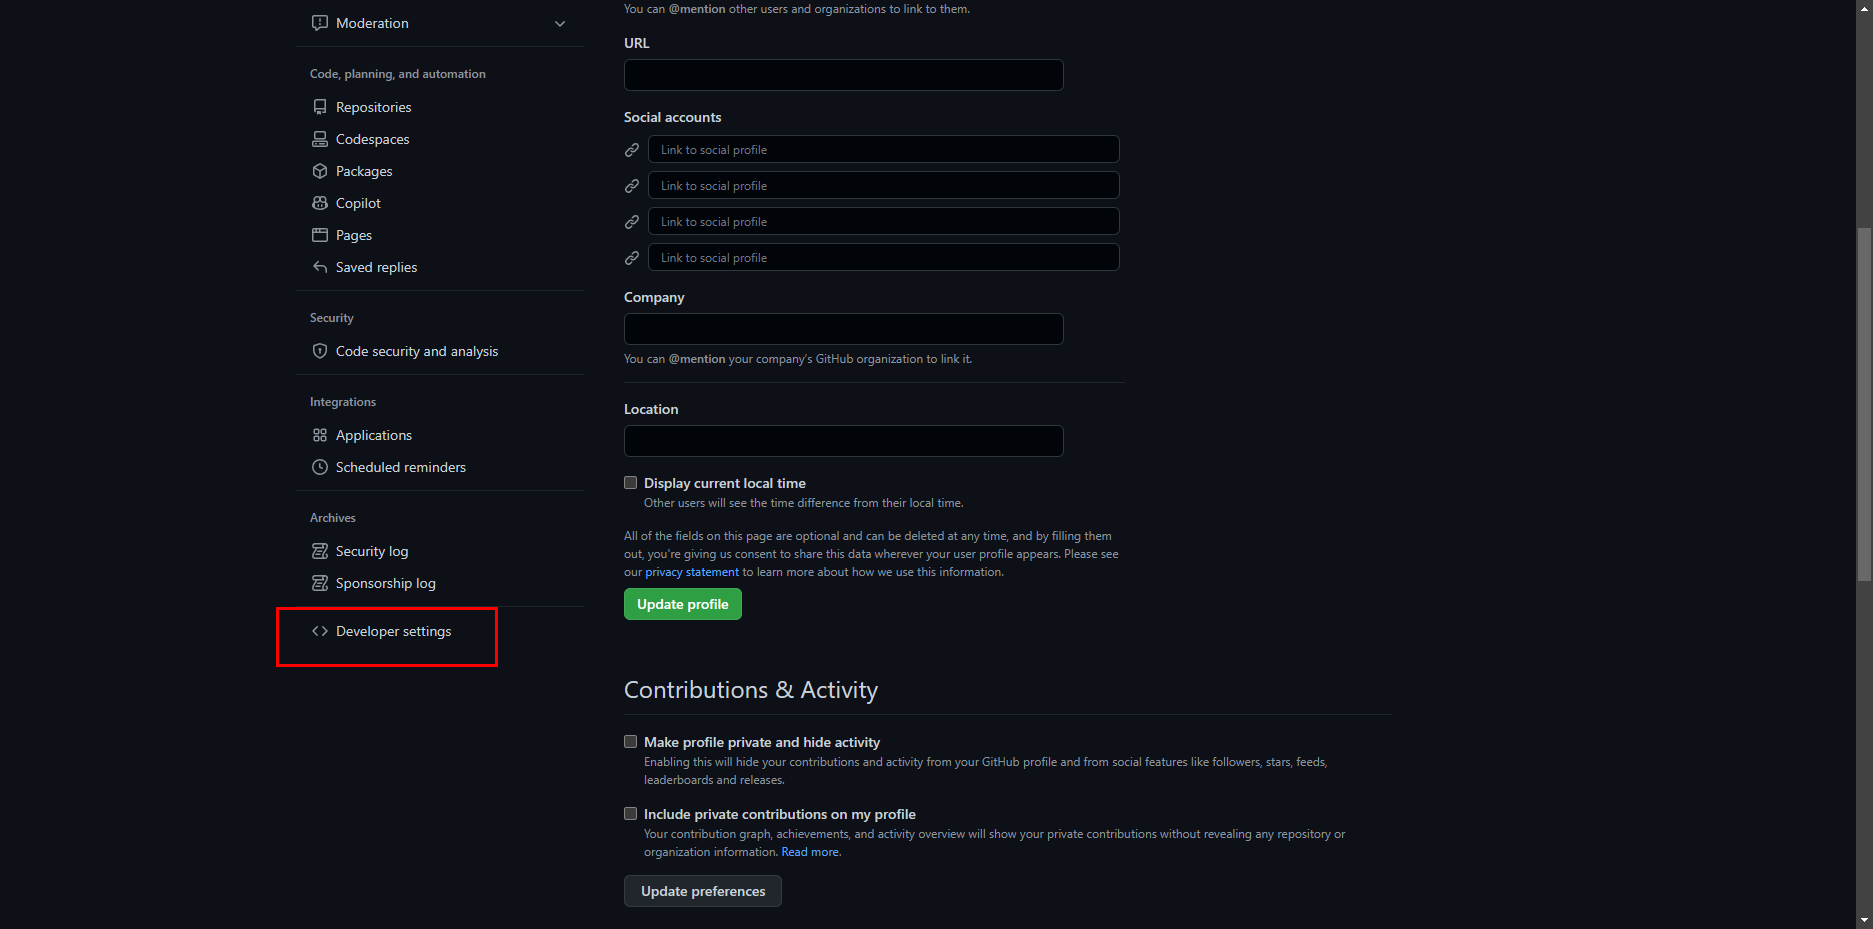 Moderation
Code, planning, and automation
Repositories
Codespaces
Packages
Copilot
Pages
Saved replies
Security
Code security and analysis
Integrations
Applications
Scheduled reminders
Archives
Security log
Sponsorship log
Developer settings
You can @mention other users and organizations to link to them.
URL
Social accounts
Link to social profile
Link to social profile
Link to social profile
Link to social profile
Company
You can @mention your company's GitHub organization to link it.
Location
Display current local time
Other users will see the time difference from their local time.
All of the fields on this page are optional and can be deleted at any time, and by filling them
out, you're giving us consent to share this data wherever your user profile appears. Please see
our privacy statement to learn more about how we use this information.
Update profile
Contributions & Activity
Make profile private and hide activity
Enabling this will hide your contributions and activity from your GitHub profile and from social features like followers, stars, feeds,
leaderboards and releases.
Include private contributions on my profile
Your contribution graph, achievements, and activity overview will show your private contributions without revealing any repository or
organization information. Read more.
Update preferences